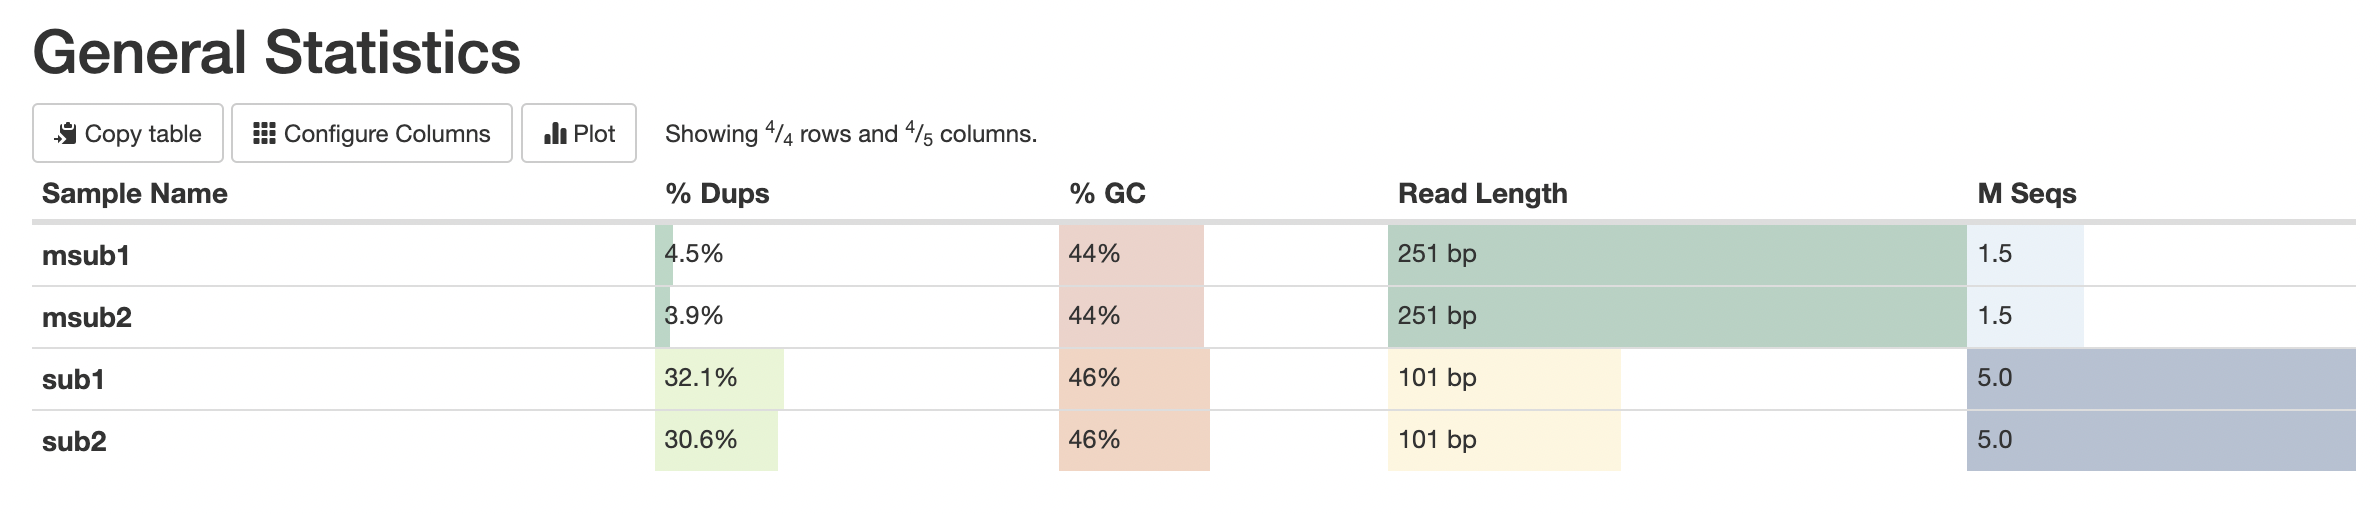 General Statistics
Copy table Configure Columns Plot Showing 4/4 rows and 4/5 columns.
Sample Name % Dups % GC Read Length M Seqs
msub1 4.5% 44% 251 bp 1.5
msub2 3.9% 44% 251 bp 1.5
sub1 32.1% 46% 101 bp 5.0
sub2 30.6% 46% 101 bp 5.0